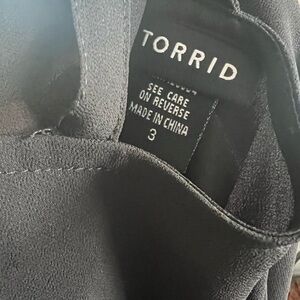 TORRID
SEE CARE
ON REVERSE
MADE IN CHINA
3